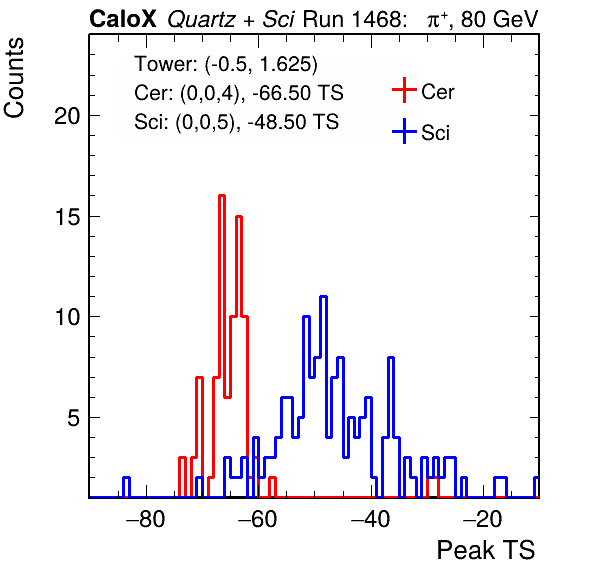 CaloX Quartz + Sci Run 1468: π⁺, 80 GeV
Counts
Tower: (-0.5, 1.625)
Cer: (0,0,4), -66.50 TS
Sci: (0,0,5), -48.50 TS
Cer
Sci
20
15
10
5
−80 −60 −40 −20
Peak TS